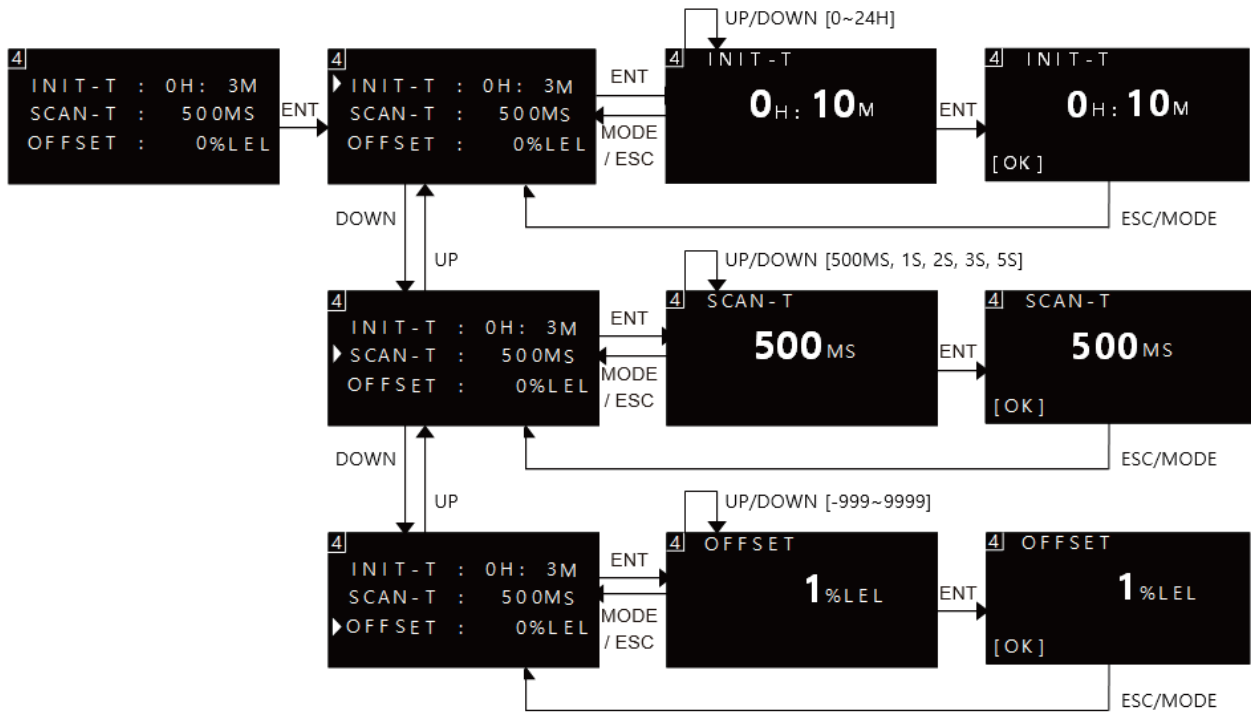 UP/DOWN [0~24H]
4
INIT-T : 0H: 3M
SCAN-T : 500MS
OFFSET : 0%LEL
ENT
4
INIT-T : 0H: 3M
SCAN-T : 500MS
OFFSET : 0%LEL
ENT
MODE
/ ESC
4 INIT-T
0H: 10M
ENT
4 INIT-T
0H: 10M
[OK]
ESC/MODE
DOWN
UP
UP/DOWN [500MS, 1S, 2S, 3S, 5S]
4
INIT-T : 0H: 3M
SCAN-T : 500MS
OFFSET : 0%LEL
ENT
MODE
/ ESC
4 SCAN-T
500MS
ENT
4 SCAN-T
500MS
[OK]
ESC/MODE
DOWN
UP
UP/DOWN [-999~9999]
4
INIT-T : 0H: 3M
SCAN-T : 500MS
OFFSET : 0%LEL
ENT
MODE
/ ESC
4 OFFSET
1%LEL
ENT
4 OFFSET
1%LEL
[OK]
ESC/MODE